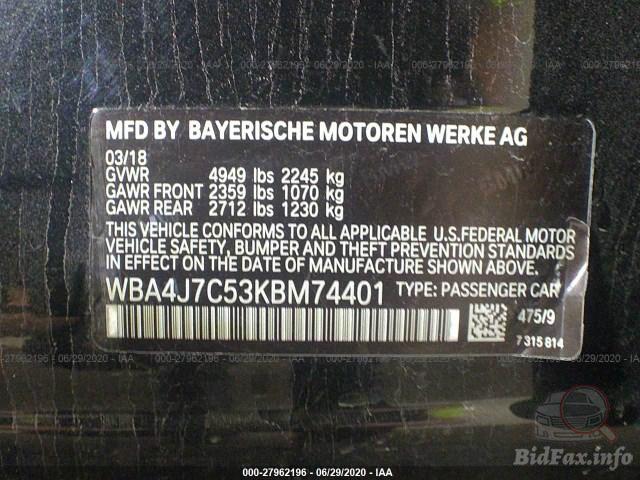 MFD BY BAYERISCHE MOTOREN WERKE AG
03/18
GVWR 4949 lbs 2245 kg
GAWR FRONT 2359 lbs 1070 kg
GAWR REAR 2712 lbs 1230 kg
THIS VEHICLE CONFORMS TO ALL APPLICABLE U.S.FEDERAL MOTOR
VEHICLE SAFETY, BUMPER AND THEFT PREVENTION STANDARDS
IN EFFECT ON THE DATE OF MANUFACTURE SHOWN ABOVE.
WBA4J7C53KBM74401 TYPE: PASSENGER CAR
475/9
7 315 814
BidFax.info
000-27962196 - 06/29/2020 - IAA